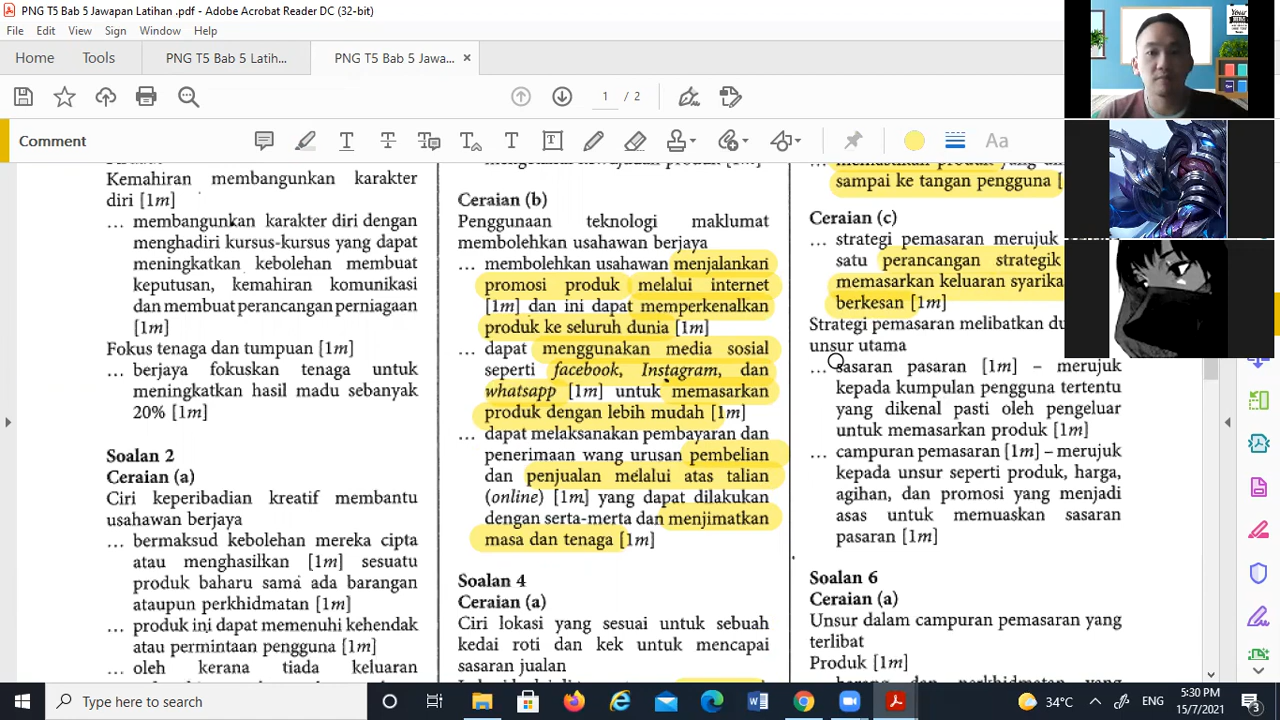 PNG T5 Bab 5 Jawapan Latihan .pdf - Adobe Acrobat Reader DC (32-bit)
File Edit View Sign Window Help
Home Tools PNG T5 Bab 5 Latih... PNG T5 Bab 5 Jawa... ×
1 / 2
Comment
Aa
Kemahiran membangunkan karakter
diri [1m]
... membangunkan karakter diri dengan
menghadiri kursus-kursus yang dapat
meningkatkan kebolehan membuat
keputusan, kemahiran komunikasi
dan membuat perancangan perniagaan
[1m]
Fokus tenaga dan tumpuan [1m]
... berjaya fokuskan tenaga untuk
meningkatkan hasil madu sebanyak
20% [1m]
Soalan 2
Ceraian (a)
Ciri keperibadian kreatif membantu
usahawan berjaya
... bermaksud kebolehan mereka cipta
atau menghasilkan [1m] sesuatu
produk baharu sama ada barangan
ataupun perkhidmatan [1m]
... produk ini dapat memenuhi kehendak
atau permintaan pengguna [1m]
... oleh kerana tiada keluaran
Ceraian (b)
Penggunaan teknologi maklumat
membolehkan usahawan berjaya
... membolehkan usahawan menjalankan
promosi produk melalui internet
[1m] dan ini dapat memperkenalkan
produk ke seluruh dunia [1m]
... dapat menggunakan media sosial
seperti facebook, Instagram, dan
whatsapp [1m] untuk memasarkan
produk dengan lebih mudah [1m]
... dapat melaksanakan pembayaran dan
penerimaan wang urusan pembelian
dan penjualan melalui atas talian
(online) [1m] yang dapat dilakukan
dengan serta-merta dan menjimatkan
masa dan tenaga [1m]
Soalan 4
Ceraian (a)
Ciri lokasi yang sesuai untuk sebuah
kedai roti dan kek untuk mencapai
sasaran jualan
sampai ke tangan pengguna [
Ceraian (c)
... strategi pemasaran merujuk
satu perancangan strategik
memasarkan keluaran syarika
berkesan [1m]
Strategi pemasaran melibatkan du
unsur utama
... sasaran pasaran [1m] – merujuk
kepada kumpulan pengguna tertentu
yang dikenal pasti oleh pengeluar
untuk memasarkan produk [1m]
... campuran pemasaran [1m] – merujuk
kepada unsur seperti produk, harga,
agihan, dan promosi yang menjadi
asas untuk memuaskan sasaran
pasaran [1m]
Soalan 6
Ceraian (a)
Unsur dalam campuran pemasaran yang
terlibat
Produk [1m]
Type here to search
34°C ENG
5:30 PM
15/7/2021
3